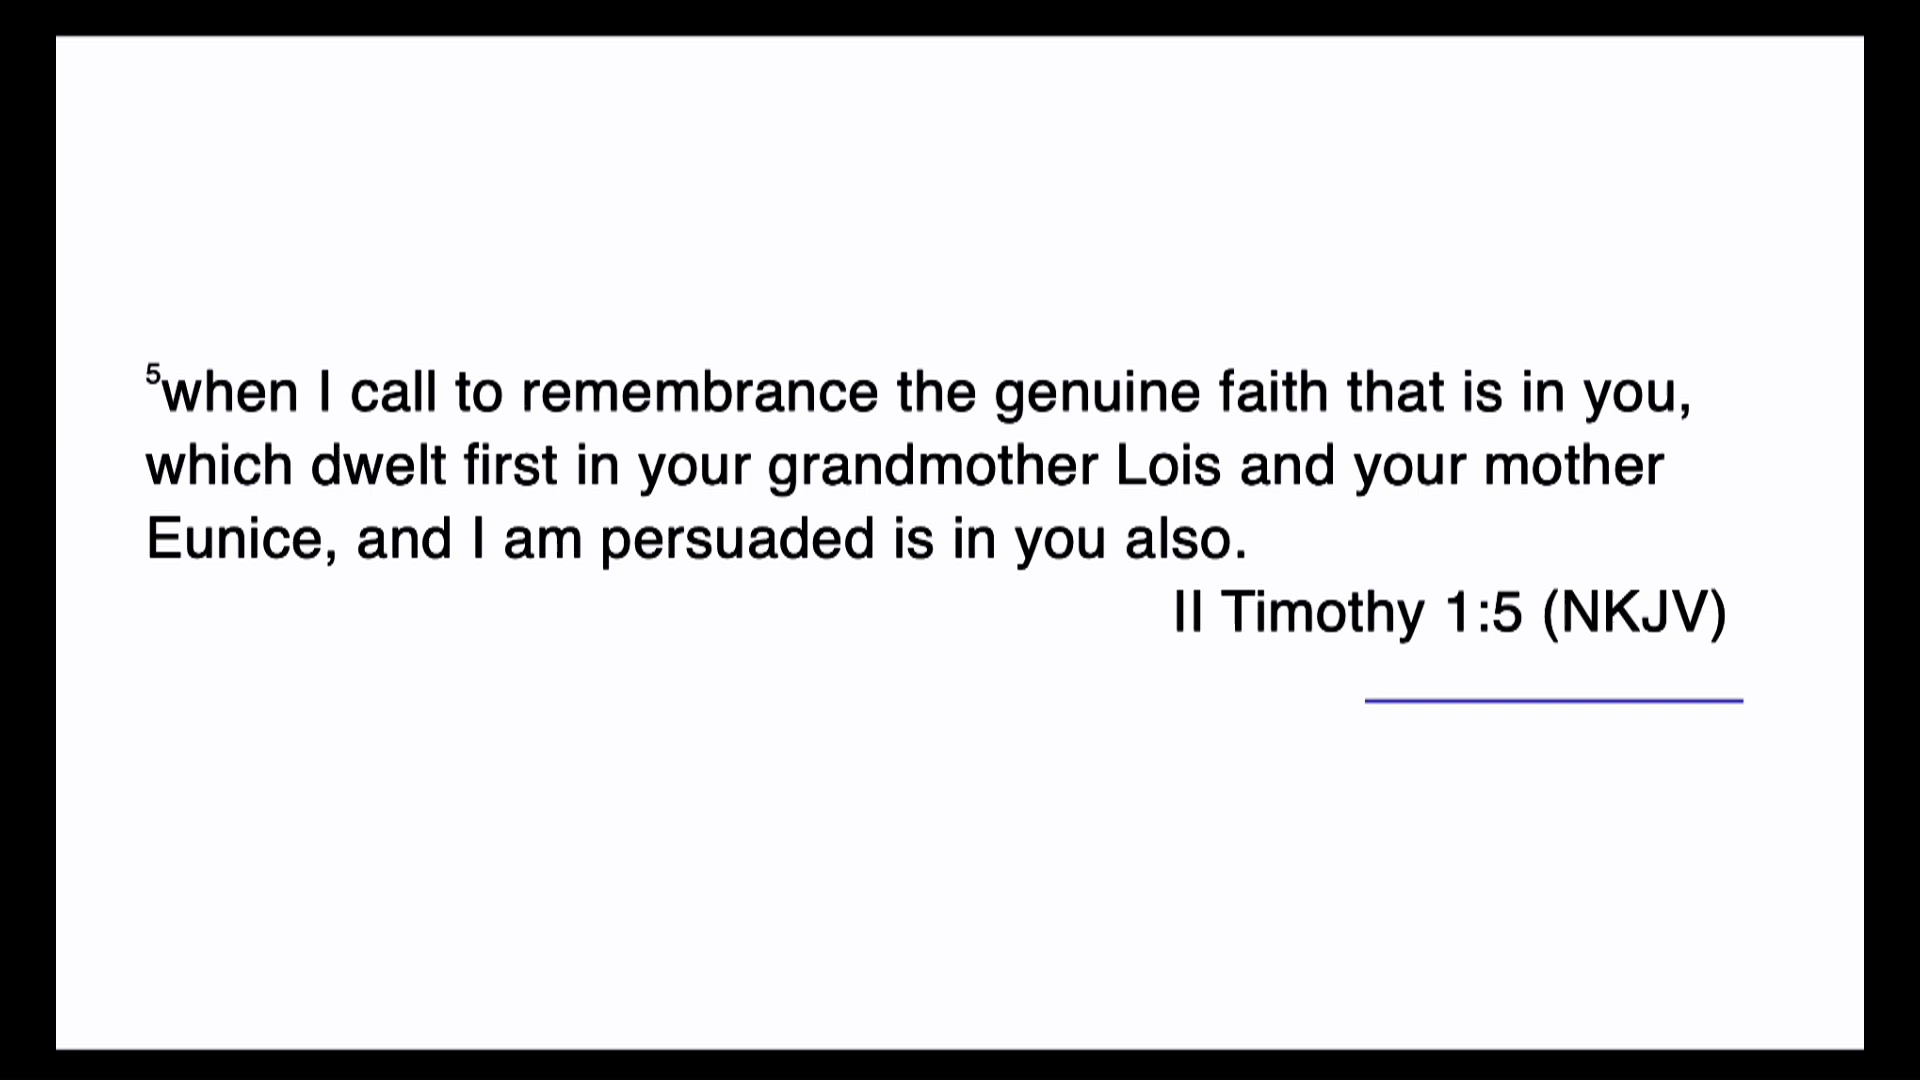 ⁵when I call to remembrance the genuine faith that is in you,
which dwelt first in your grandmother Lois and your mother
Eunice, and I am persuaded is in you also.
II Timothy 1:5 (NKJV)